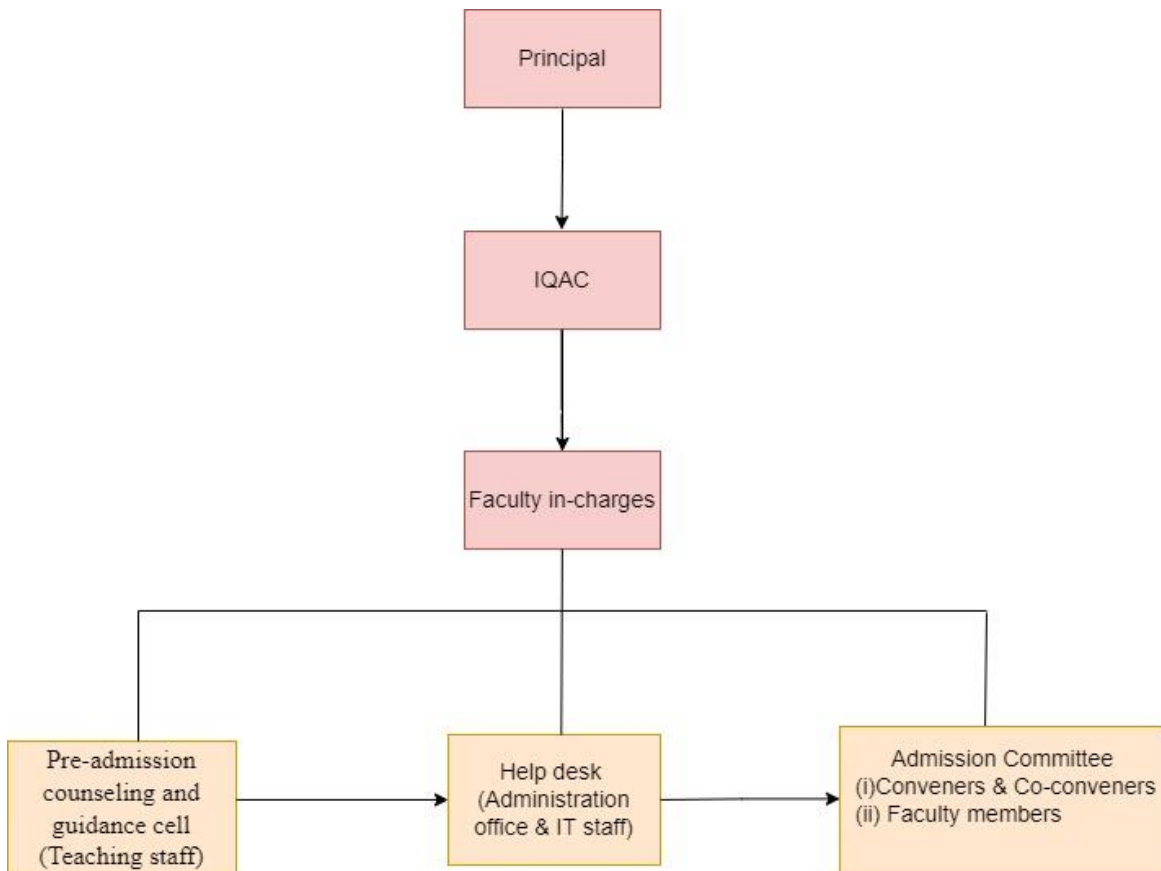 Principal
IQAC
Faculty in-charges
Pre-admission
counseling and
guidance cell
(Teaching staff)
Help desk
(Administration
office & IT staff)
Admission Committee
(i)Conveners & Co-conveners
(ii) Faculty members